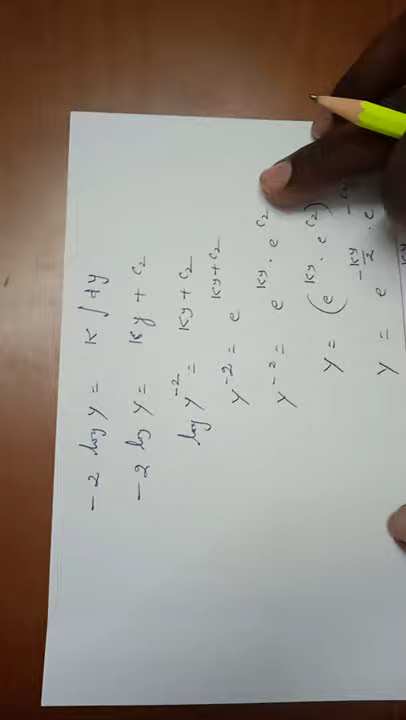 -2 log Y = K ∫ dy
-2 log Y = Ky + C₂
log Y⁻² = Ky + C₂
Y⁻² = e^(Ky + C₂)
Y⁻² = e^(Ky) · e^(C₂)
Y = (e^(Ky) · e^(C₂))
Y = e^(-Ky/2) · e